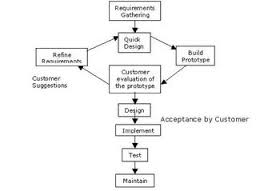 Requirements
Gathering
Quick
Design
Refine
Requirements
Build
Prototype
Customer
Suggestions
Customer
evaluation of
the prototype
Design
Acceptance by Customer
Implement
Test
Maintain